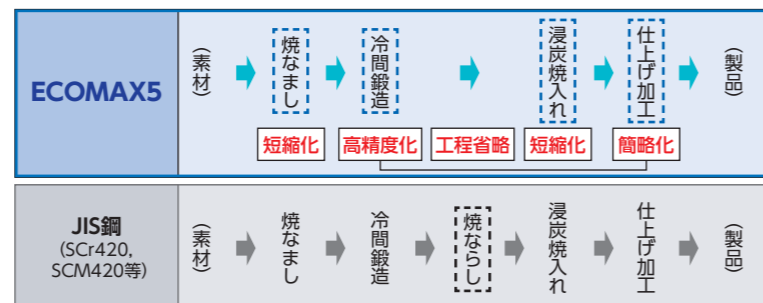 ECOMAX5
（素材）
焼なまし
冷間鍛造
浸炭焼入れ
仕上げ加工
（製品）
短縮化
高精度化
工程省略
短縮化
簡略化
JIS鋼
(SCr420,
SCM420等)
（素材）
焼なまし
冷間鍛造
焼ならし
浸炭焼入れ
仕上げ加工
（製品）